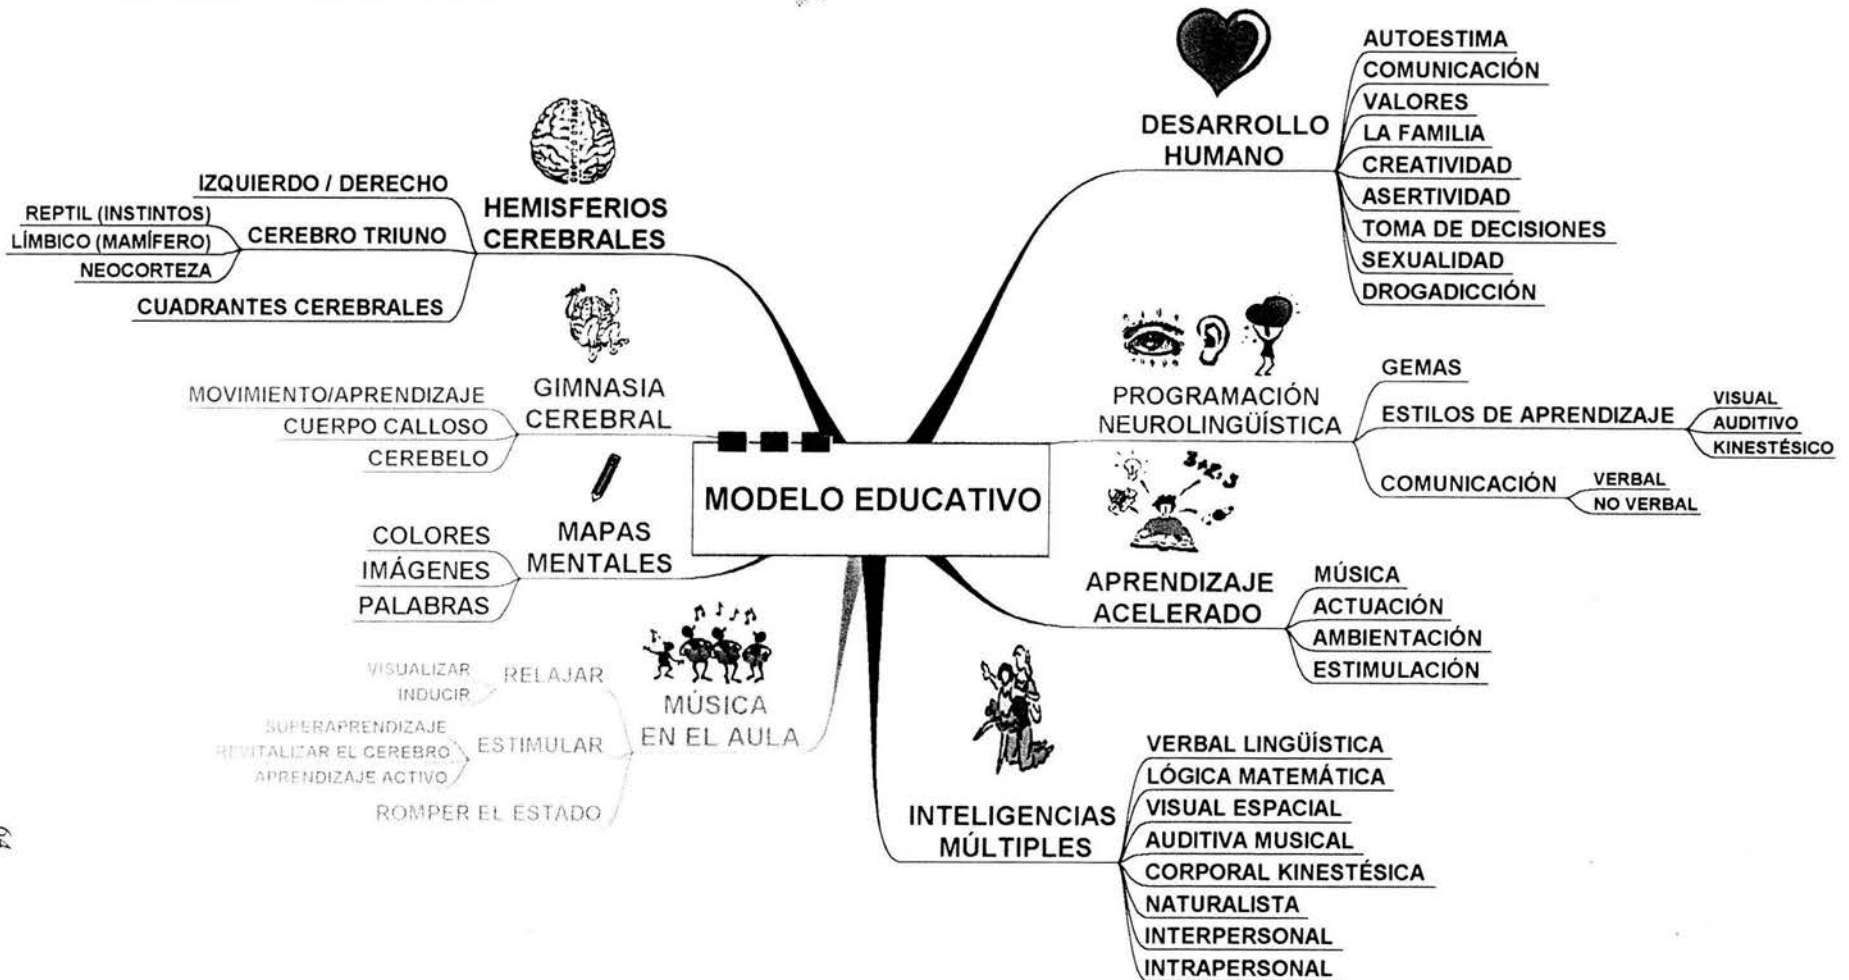 MODELO EDUCATIVO
DESARROLLO
HUMANO
AUTOESTIMA
COMUNICACIÓN
VALORES
LA FAMILIA
CREATIVIDAD
ASERTIVIDAD
TOMA DE DECISIONES
SEXUALIDAD
DROGADICCIÓN
PROGRAMACIÓN
NEUROLINGÜÍSTICA
GEMAS
ESTILOS DE APRENDIZAJE
VISUAL
AUDITIVO
KINESTÉSICO
COMUNICACIÓN
VERBAL
NO VERBAL
APRENDIZAJE
ACELERADO
MÚSICA
ACTUACIÓN
AMBIENTACIÓN
ESTIMULACIÓN
INTELIGENCIAS
MÚLTIPLES
VERBAL LINGÜÍSTICA
LÓGICA MATEMÁTICA
VISUAL ESPACIAL
AUDITIVA MUSICAL
CORPORAL KINESTÉSICA
NATURALISTA
INTERPERSONAL
INTRAPERSONAL
HEMISFERIOS
CEREBRALES
IZQUIERDO / DERECHO
CEREBRO TRIUNO
REPTIL (INSTINTOS)
LÍMBICO (MAMÍFERO)
NEOCORTEZA
CUADRANTES CEREBRALES
GIMNASIA
CEREBRAL
MOVIMIENTO/APRENDIZAJE
CUERPO CALLOSO
CEREBELO
MAPAS
MENTALES
COLORES
IMÁGENES
PALABRAS
MÚSICA
EN EL AULA
RELAJAR
VISUALIZAR
INDUCIR
ESTIMULAR
SUPERAPRENDIZAJE
REVITALIZAR EL CEREBRO
APRENDIZAJE ACTIVO
ROMPER EL ESTADO
64